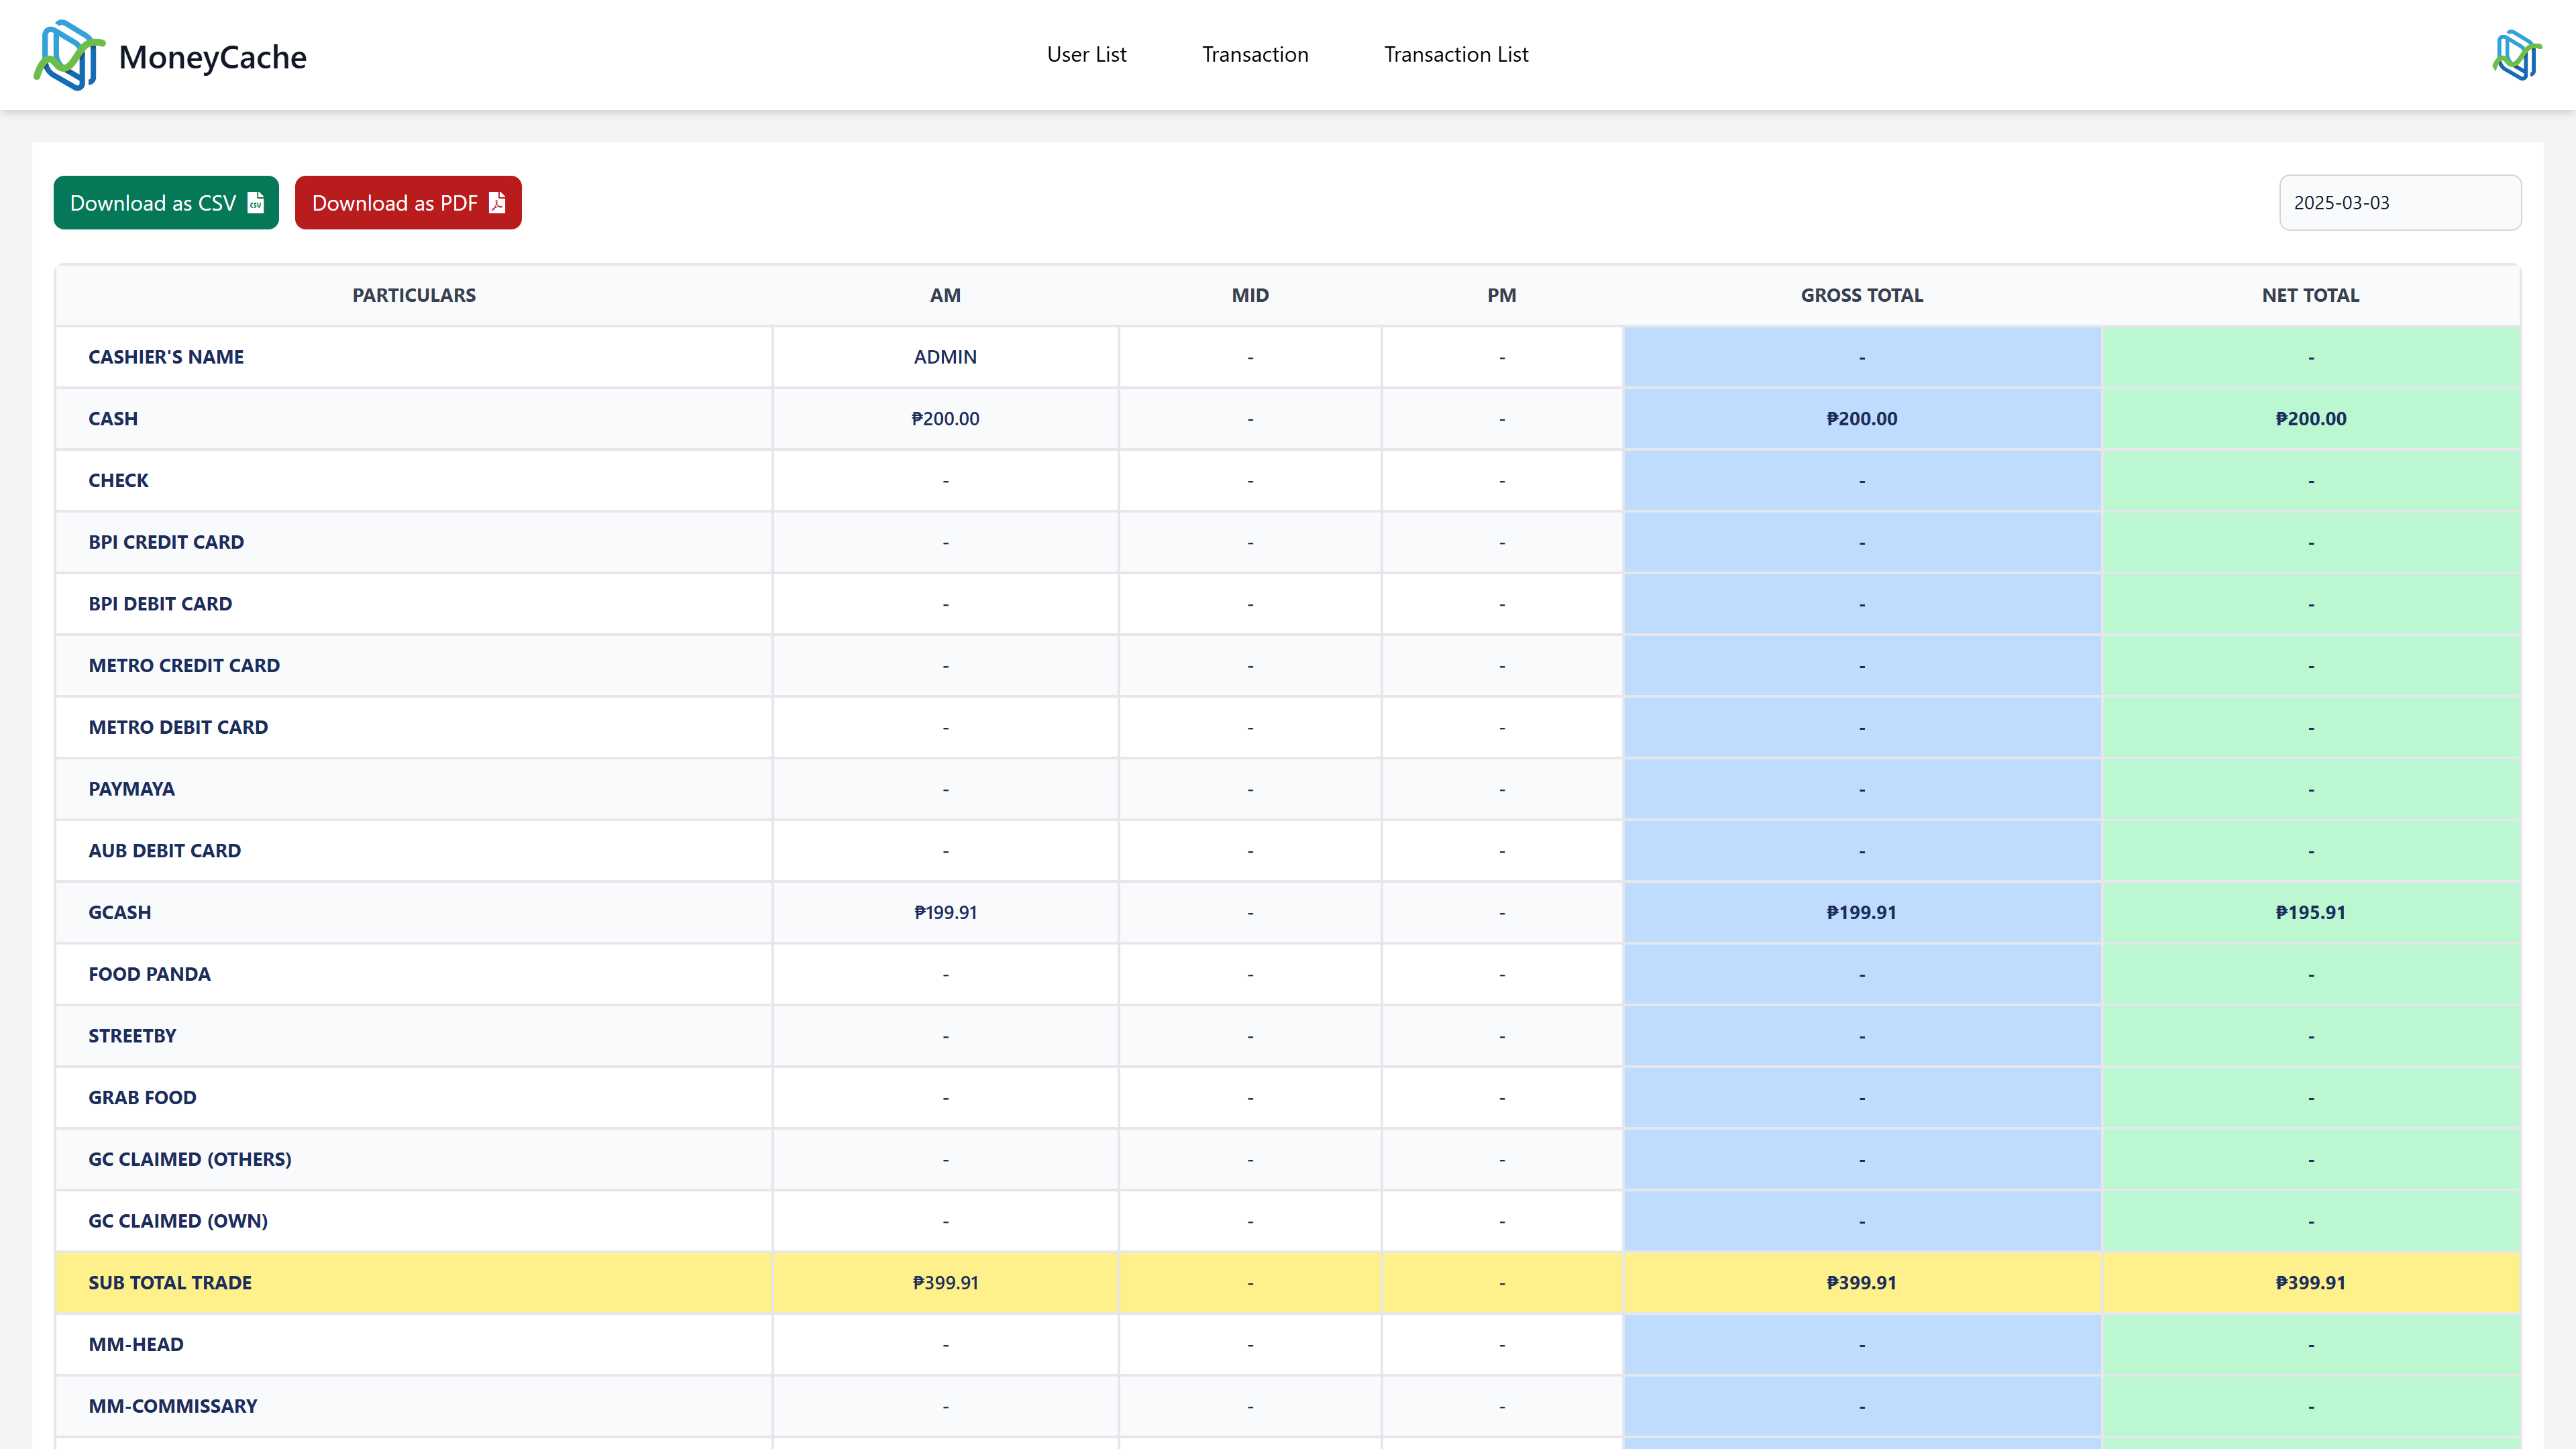 MoneyCache
User List Transaction Transaction List
Download as CSV Download as PDF 2025-03-03
PARTICULARS AM MID PM GROSS TOTAL NET TOTAL
CASHIER'S NAME ADMIN - - - -
CASH ₱200.00 - - ₱200.00 ₱200.00
CHECK - - - - -
BPI CREDIT CARD - - - - -
BPI DEBIT CARD - - - - -
METRO CREDIT CARD - - - - -
METRO DEBIT CARD - - - - -
PAYMAYA - - - - -
AUB DEBIT CARD - - - - -
GCASH ₱199.91 - - ₱199.91 ₱195.91
FOOD PANDA - - - - -
STREETBY - - - - -
GRAB FOOD - - - - -
GC CLAIMED (OTHERS) - - - - -
GC CLAIMED (OWN) - - - - -
SUB TOTAL TRADE ₱399.91 - - ₱399.91 ₱399.91
MM-HEAD - - - - -
MM-COMMISSARY - - - - -